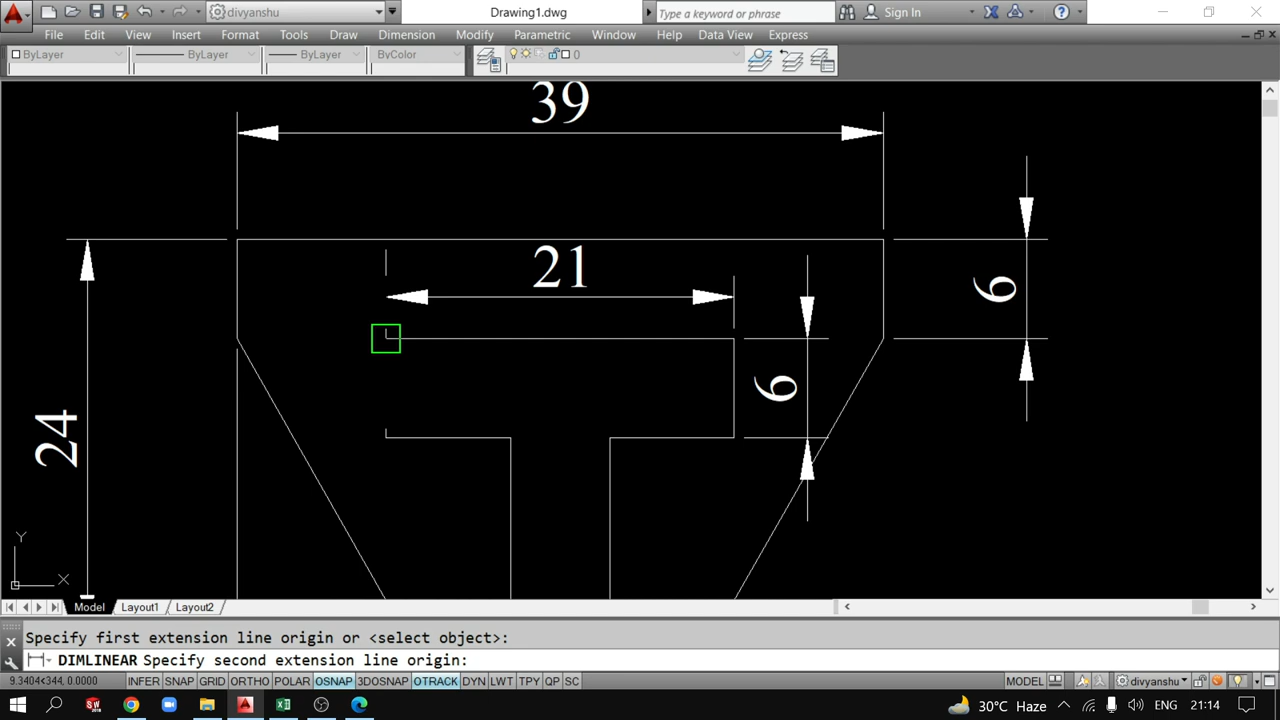 divyanshu
Drawing1.dwg
Type a keyword or phrase
Sign In
File Edit View Insert Format Tools Draw Dimension Modify Parametric Window Help Data View Express
ByLayer ByLayer ByLayer ByColor 0
39
21
6
6
24
Y
X
Model Layout1 Layout2
Specify first extension line origin or <select object>:
DIMLINEAR Specify second extension line origin:
9.3404<344, 0.0000 INFER SNAP GRID ORTHO POLAR OSNAP 3DOSNAP OTRACK DYN LWT TPY QP SC MODEL divyanshu
30°C Haze ENG 21:14